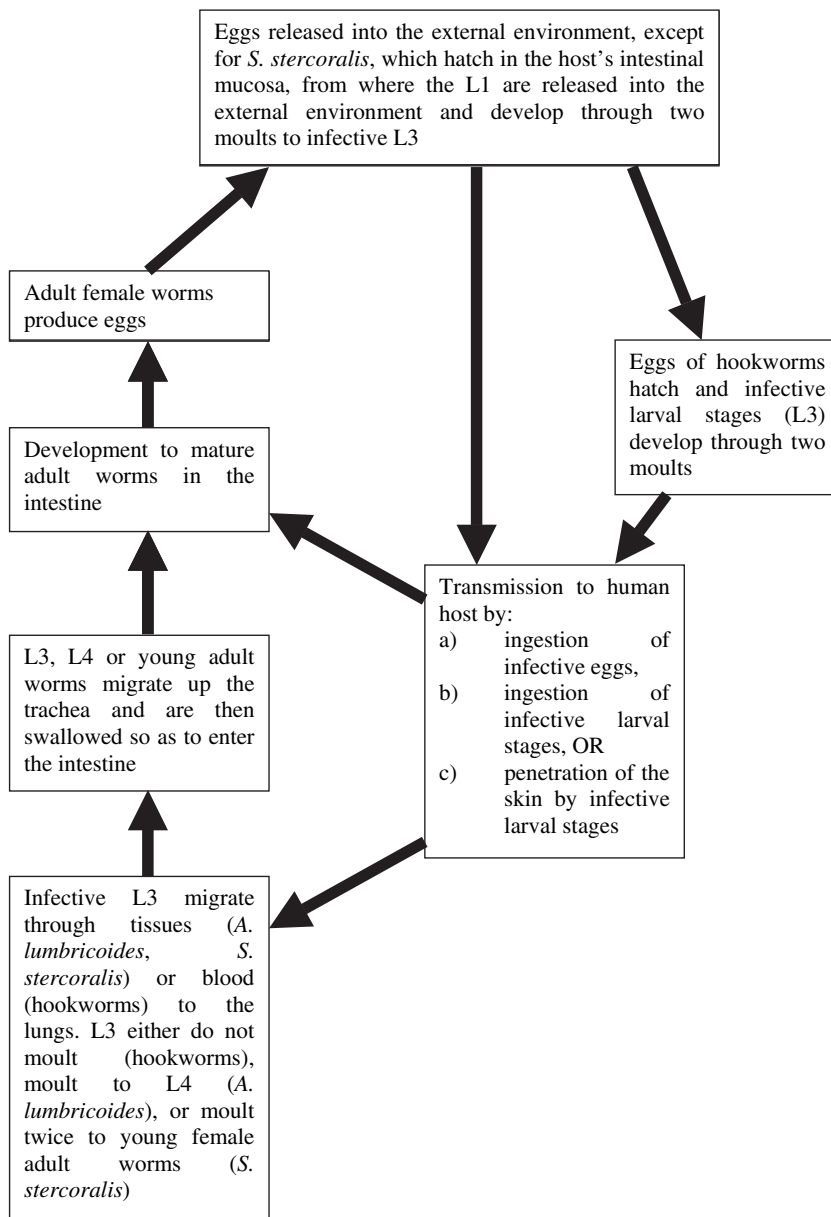 Eggs released into the external environment, except
for S. stercoralis, which hatch in the host's intestinal
mucosa, from where the L1 are released into the
external environment and develop through two
moults to infective L3
Adult female worms
produce eggs
Eggs of hookworms
hatch and infective
larval stages (L3)
develop through two
moults
Development to mature
adult worms in the
intestine
Transmission to human
host by:
a) ingestion of
infective eggs,
b) ingestion of
infective larval
stages, OR
c) penetration of the
skin by infective
larval stages
L3, L4 or young adult
worms migrate up the
trachea and are then
swallowed so as to enter
the intestine
Infective L3 migrate
through tissues (A.
lumbricoides, S.
stercoralis) or blood
(hookworms) to the
lungs. L3 either do not
moult (hookworms),
moult to L4 (A.
lumbricoides), or moult
twice to young female
adult worms (S.
stercoralis)